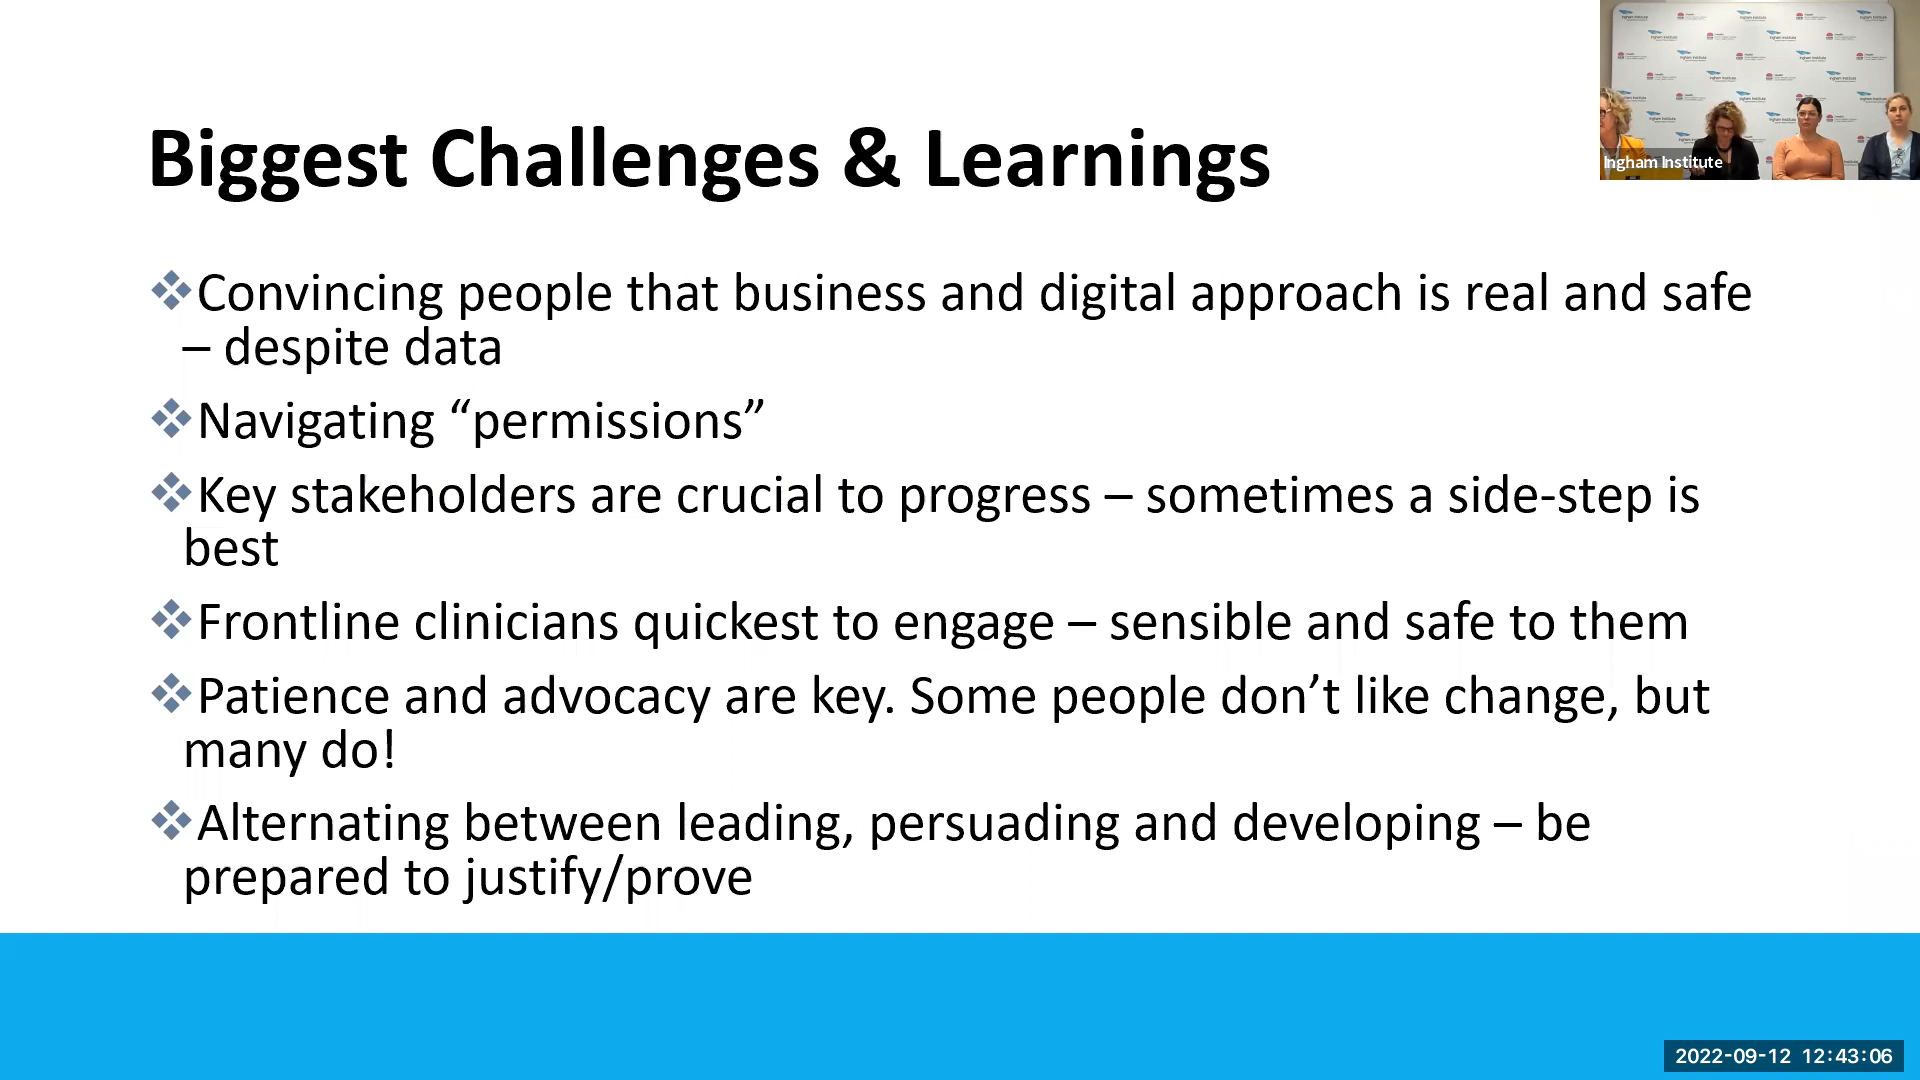 Biggest Challenges & Learnings
Ingham Institute
❖Convincing people that business and digital approach is real and safe
– despite data
❖Navigating “permissions”
❖Key stakeholders are crucial to progress – sometimes a side-step is
best
❖Frontline clinicians quickest to engage – sensible and safe to them
❖Patience and advocacy are key. Some people don’t like change, but
many do!
❖Alternating between leading, persuading and developing – be
prepared to justify/prove
2022-09-12 12:43:06